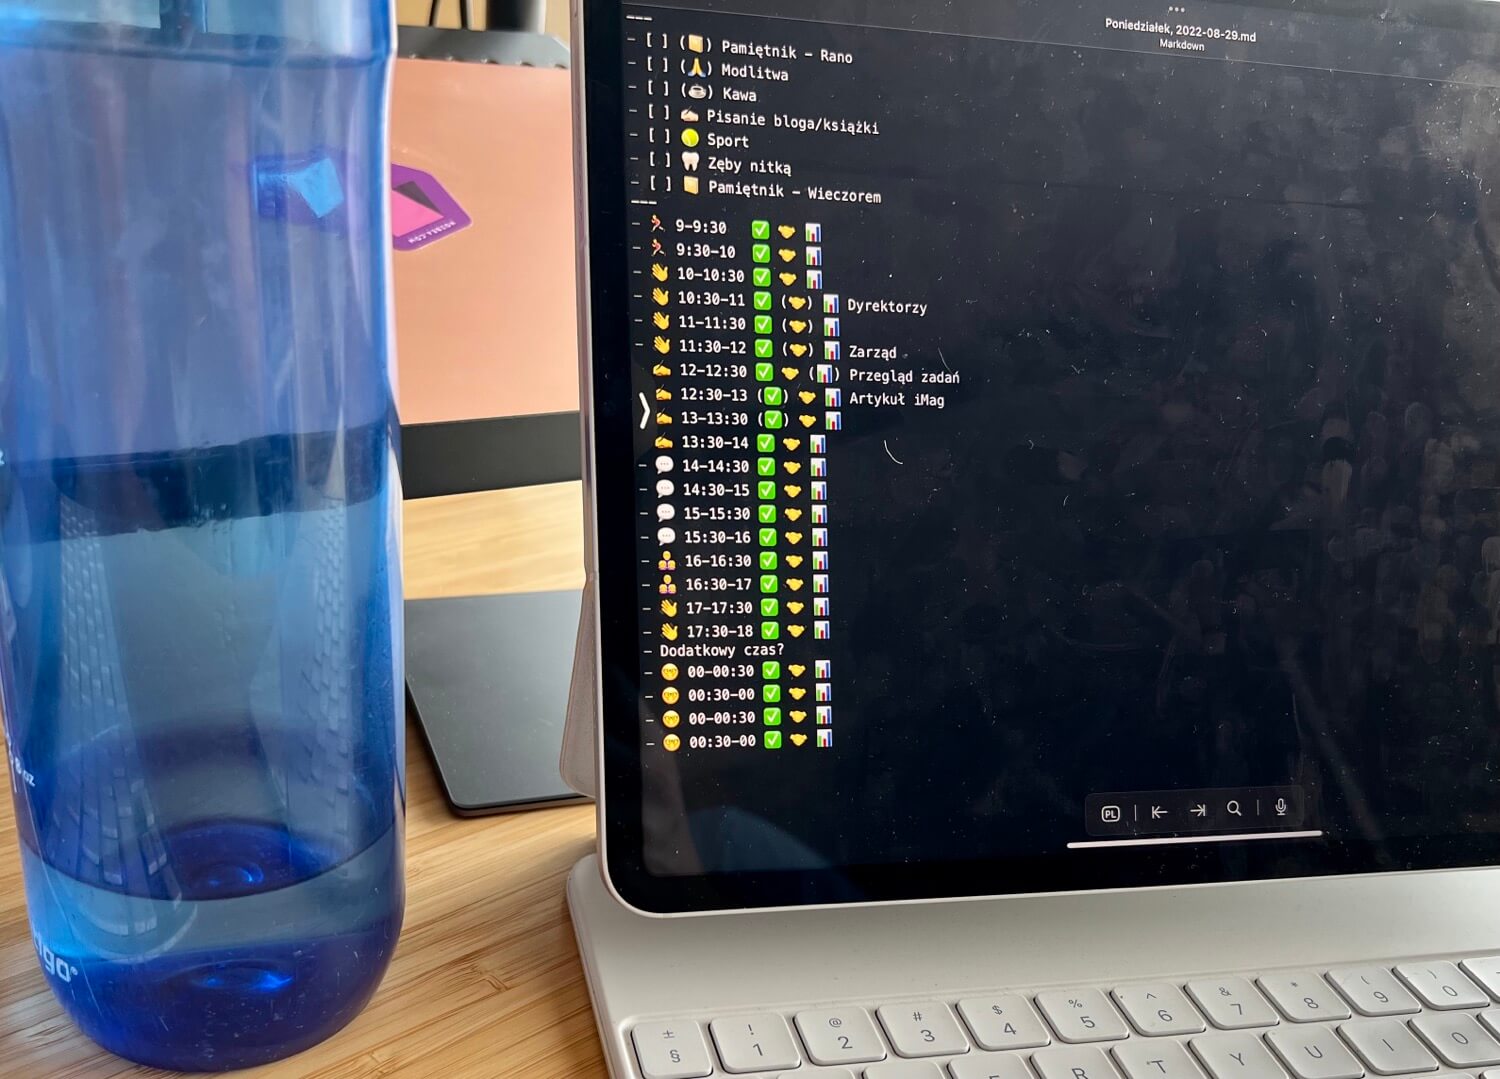 Poniedziałek, 2022-08-29.md
Markdown
---
- [ ] (📒) Pamiętnik – Rano
- [ ] (🙏) Modlitwa
- [ ] (☕) Kawa
- [ ] ✍️ Pisanie bloga/książki
- [ ] 🎾 Sport
- [ ] 🦷 Zęby nitką
- [ ] 📒 Pamiętnik – Wieczorem
---
- 🏃 9-9:30 ✅ 🤝 📊
- 🏃 9:30-10 ✅ 🤝 📊
- 👋 10-10:30 ✅ 🤝 📊
- 👋 10:30-11 ✅ (🤝) 📊 Dyrektorzy
- 👋 11-11:30 ✅ (🤝) 📊
- 👋 11:30-12 ✅ (🤝) 📊 Zarząd
✍️ 12-12:30 ✅ 🤝 (📊) Przegląd zadań
✍️ 12:30-13 (✅) 🤝 📊 Artykuł iMag
✍️ 13-13:30 (✅) 🤝 📊
✍️ 13:30-14 ✅ 🤝 📊
- 💬 14-14:30 ✅ 🤝 📊
- 💬 14:30-15 ✅ 🤝 📊
- 💬 15-15:30 ✅ 🤝 📊
- 💬 15:30-16 ✅ 🤝 📊
- 16-16:30 ✅ 🤝 📊
- 16:30-17 ✅ 🤝 📊
- 👋 17-17:30 ✅ 🤝 📊
- 👋 17:30-18 ✅ 🤝 📊
- Dodatkowy czas?
- 🤓 00-00:30 ✅ 🤝 📊
- 🤓 00:30-00 ✅ 🤝 📊
- 🤓 00-00:30 ✅ 🤝 📊
- 🤓 00:30-00 ✅ 🤝 📊
PL
8 oz
± ! @ # $ % ^ & * ( )
§ 1 2 3 4 5 6 7 8 9 0
R T Y U I O